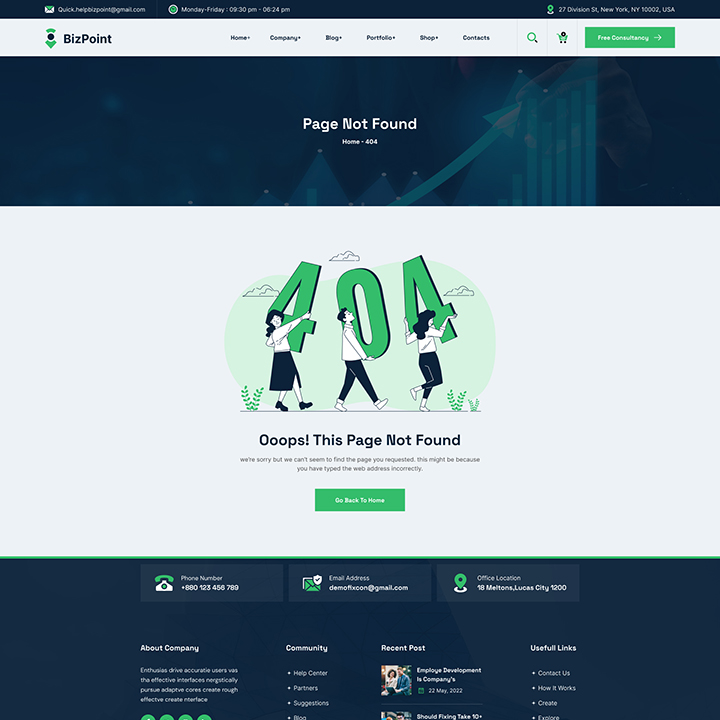 Quick.helpbizpoint@gmail.com
Monday-Friday : 09:30 pm - 06:24 pm
27 Division St, New York, NY 10002, USA
BizPoint
Home+
Company+
Blog+
Portfolio+
Shop+
Contacts
0
Free Consultancy
Page Not Found
Home - 404
404
Ooops! This Page Not Found
we're sorry but we can't seem to find the page you requested. this might be because
you have typed the web address incorrectly.
Go Back To Home
Phone Number
+880 123 456 789
Email Address
demofixcon@gmail.com
Office Location
18 Meltons,Lucas City 1200
About Company
Enthusias drive accuratie users vas
tha effective interfaces nergstically
pursue adaptive cores create rough
effectve create nterface
Community
Help Center
Partners
Suggestions
Blog
Recent Post
Employe Development
Is Company's
22 May, 2022
Should Fixing Take 10+
Usefull Links
Contact Us
How It Works
Create
Explore